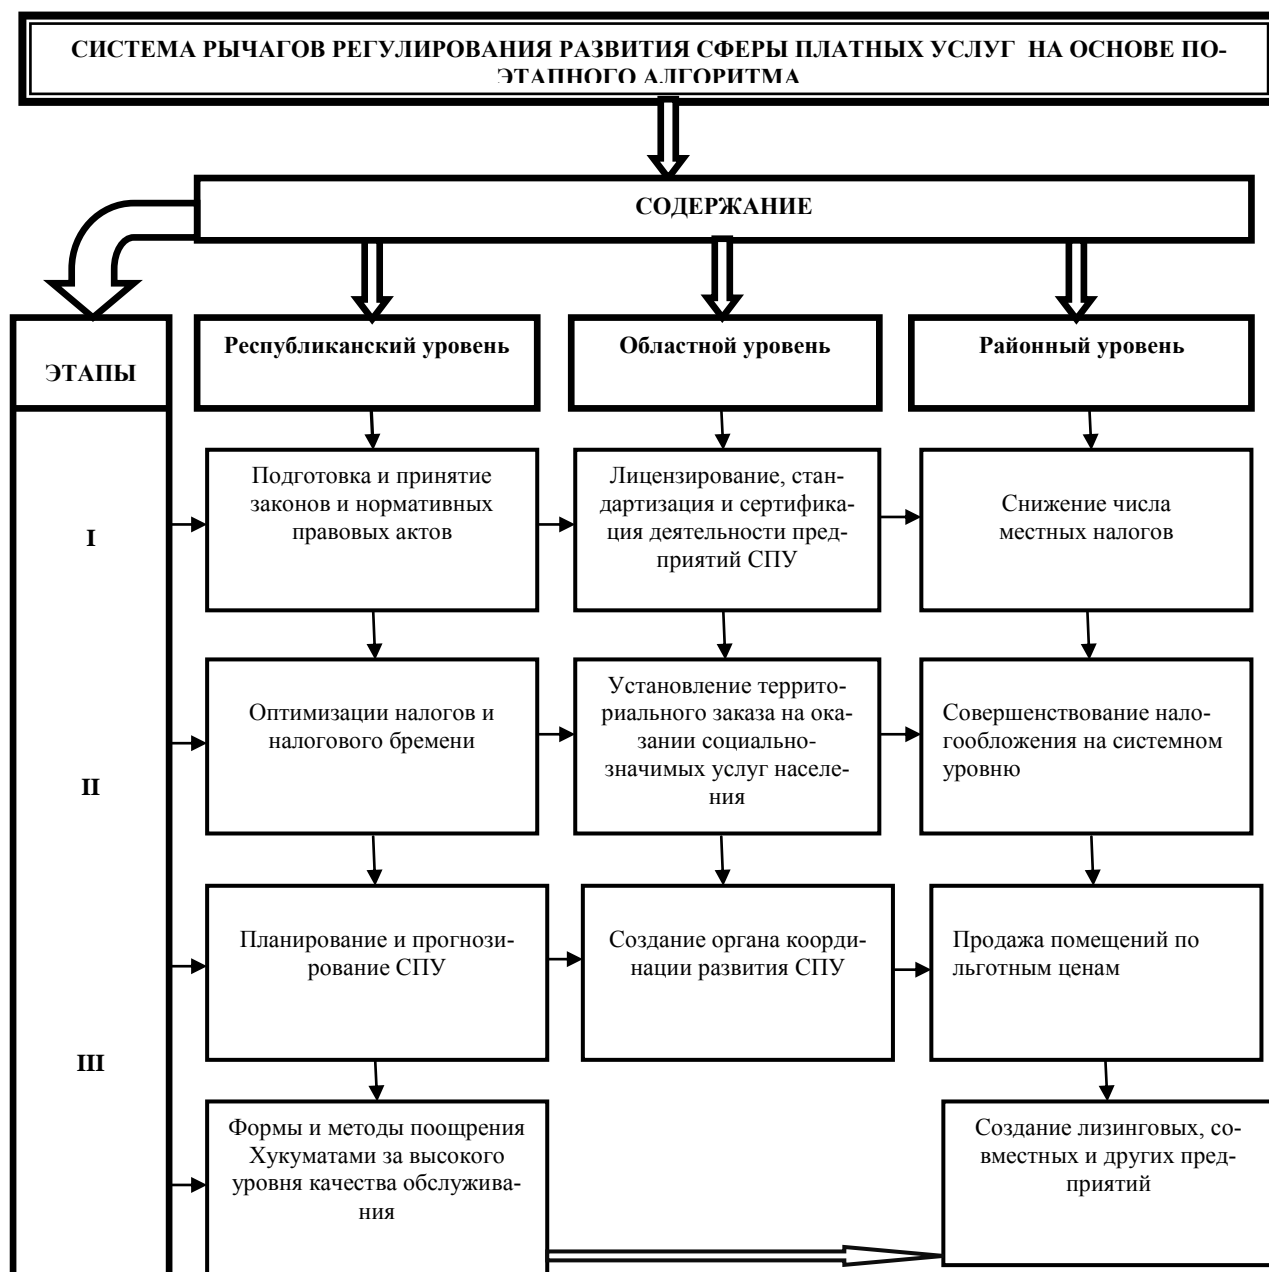 СИСТЕМА РЫЧАГОВ РЕГУЛИРОВАНИЯ РАЗВИТИЯ СФЕРЫ ПЛАТНЫХ УСЛУГ НА ОСНОВЕ ПО-
ЭТАПНОГО АЛГОРИТМА
СОДЕРЖАНИЕ
ЭТАПЫ
Республиканский уровень
Областной уровень
Районный уровень
I
Подготовка и принятие
законов и нормативных
правовых актов
Лицензирование, стан-
дартизация и сертифика-
ция деятельности пред-
приятий СПУ
Снижение числа
местных налогов
II
Оптимизации налогов и
налогового бремени
Установление террито-
риального заказа на ока-
зании социально-
значимых услуг населе-
ния
Совершенствование нало-
гообложения на системном
уровню
III
Планирование и прогнози-
рование СПУ
Создание органа коорди-
нации развития СПУ
Продажа помещений по
льготным ценам
Формы и методы поощрения
Хукуматами за высокого
уровня качества обслужива-
ния
Создание лизинговых, со-
вместных и других пред-
приятий